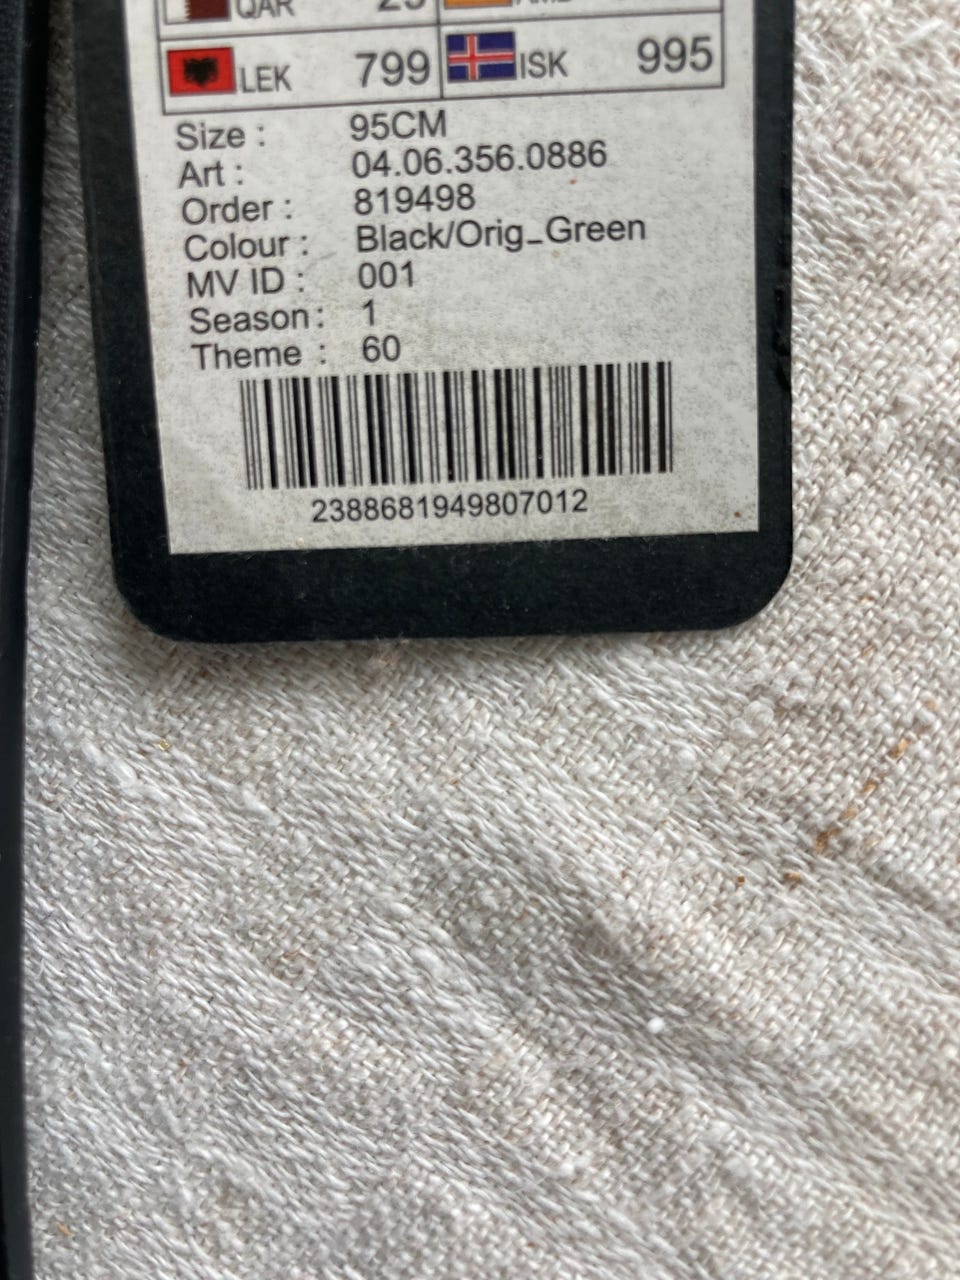 QAR 25
LEK 799 ISK 995
Size : 95CM
Art : 04.06.356.0886
Order : 819498
Colour : Black/Orig_Green
MV ID : 001
Season : 1
Theme : 60
2388681949807012